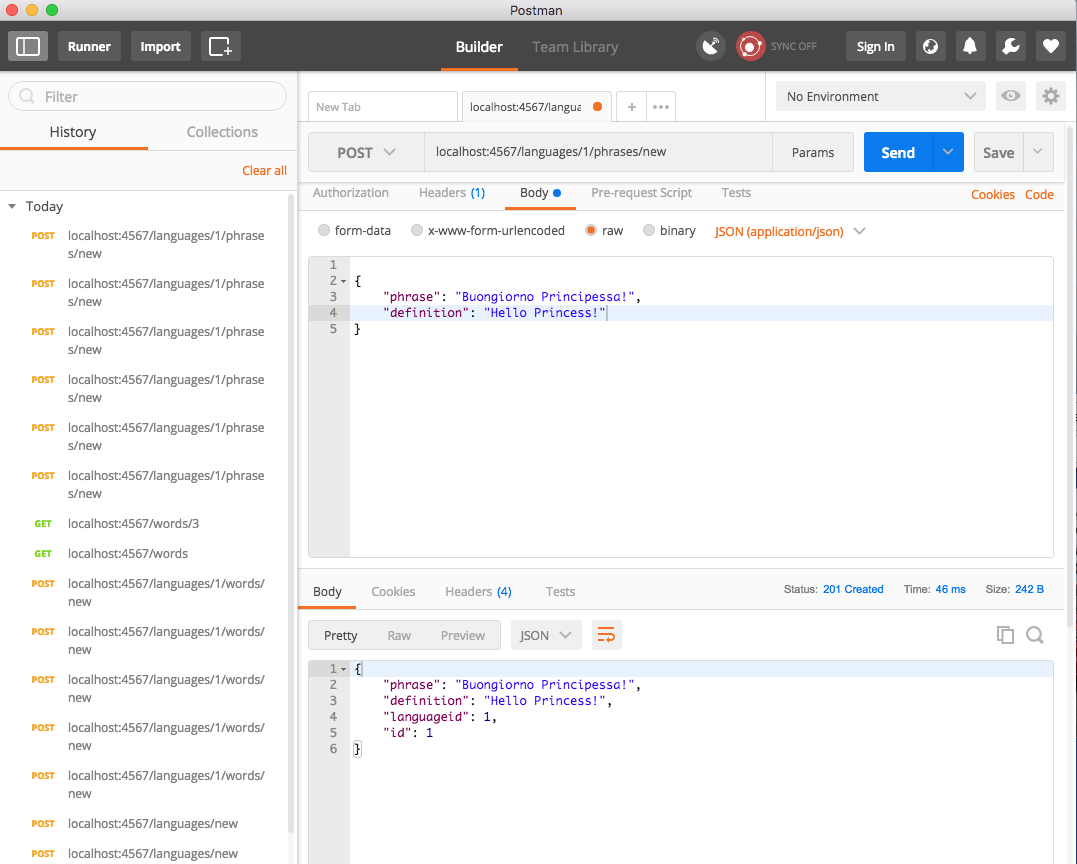 Postman
Runner Import Builder Team Library SYNC OFF Sign In
Filter
History Collections
Clear all
Today
POST localhost:4567/languages/1/phrase
s/new
POST localhost:4567/languages/1/phrase
s/new
POST localhost:4567/languages/1/phrase
s/new
POST localhost:4567/languages/1/phrase
s/new
POST localhost:4567/languages/1/phrase
s/new
POST localhost:4567/languages/1/phrase
s/new
GET localhost:4567/words/3
GET localhost:4567/words
POST localhost:4567/languages/1/words/
new
POST localhost:4567/languages/1/words/
new
POST localhost:4567/languages/1/words/
new
POST localhost:4567/languages/1/words/
new
POST localhost:4567/languages/1/words/
new
POST localhost:4567/languages/new
POST localhost:4567/languages/new
New Tab localhost:4567/langua + ••• No Environment
POST localhost:4567/languages/1/phrases/new Params Send Save
Authorization Headers (1) Body Pre-request Script Tests Cookies Code
form-data x-www-form-urlencoded raw binary JSON (application/json)
1
2 {
3 "phrase": "Buongiorno Principessa!",
4 "definition": "Hello Princess!"
5 }
Body Cookies Headers (4) Tests Status: 201 Created Time: 46 ms Size: 242 B
Pretty Raw Preview JSON
1 {
2 "phrase": "Buongiorno Principessa!",
3 "definition": "Hello Princess!",
4 "languageid": 1,
5 "id": 1
6 }